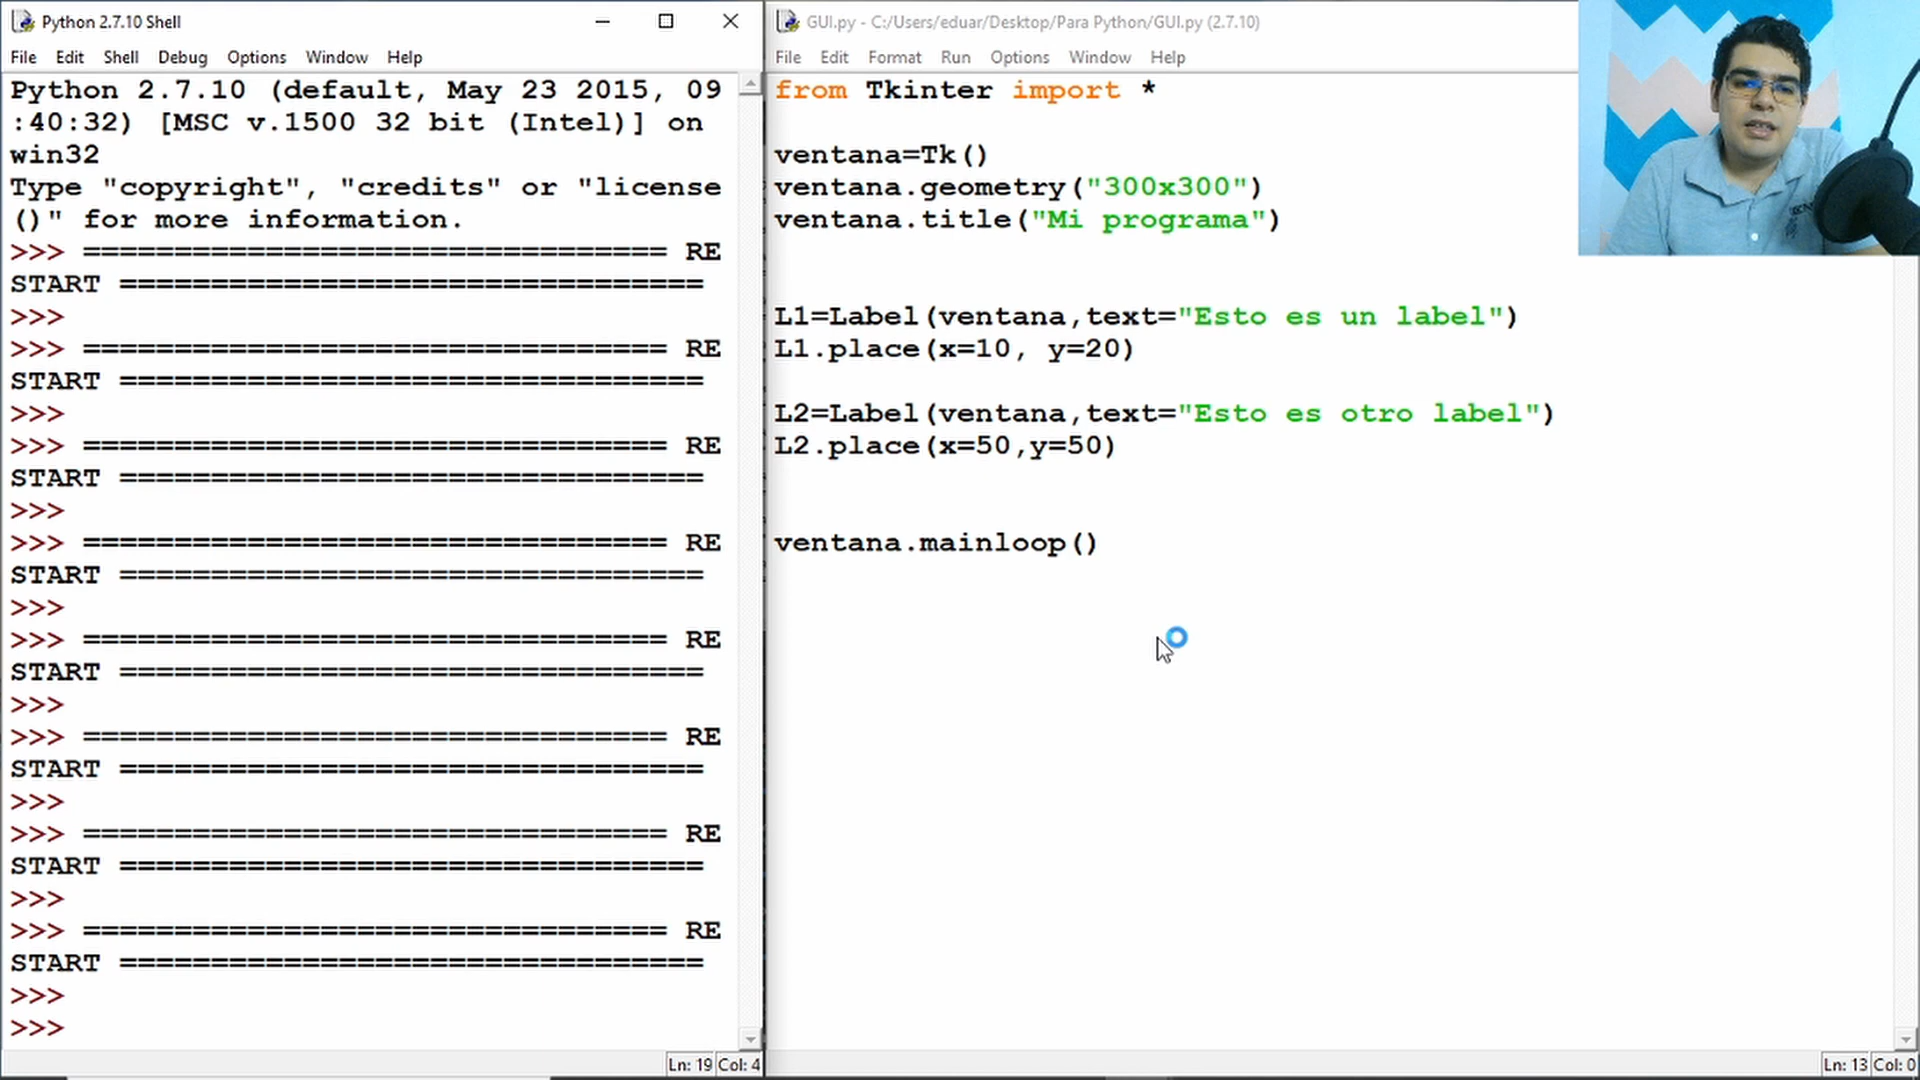 Python 2.7.10 Shell
File Edit Shell Debug Options Window Help
Python 2.7.10 (default, May 23 2015, 09
:40:32) [MSC v.1500 32 bit (Intel)] on
win32
Type "copyright", "credits" or "license
()" for more information.
>>> ================================ RE
START ================================
>>>
>>> ================================ RE
START ================================
>>>
>>> ================================ RE
START ================================
>>>
>>> ================================ RE
START ================================
>>>
>>> ================================ RE
START ================================
>>>
>>> ================================ RE
START ================================
>>>
>>> ================================ RE
START ================================
>>>
>>> ================================ RE
START ================================
>>>
>>>
Ln: 19 Col: 4
GUI.py - C:/Users/eduar/Desktop/Para Python/GUI.py (2.7.10)
File Edit Format Run Options Window Help
from Tkinter import *
ventana=Tk()
ventana.geometry("300x300")
ventana.title("Mi programa")
L1=Label(ventana,text="Esto es un label")
L1.place(x=10, y=20)
L2=Label(ventana,text="Esto es otro label")
L2.place(x=50,y=50)
ventana.mainloop()
Ln: 13 Col: 0